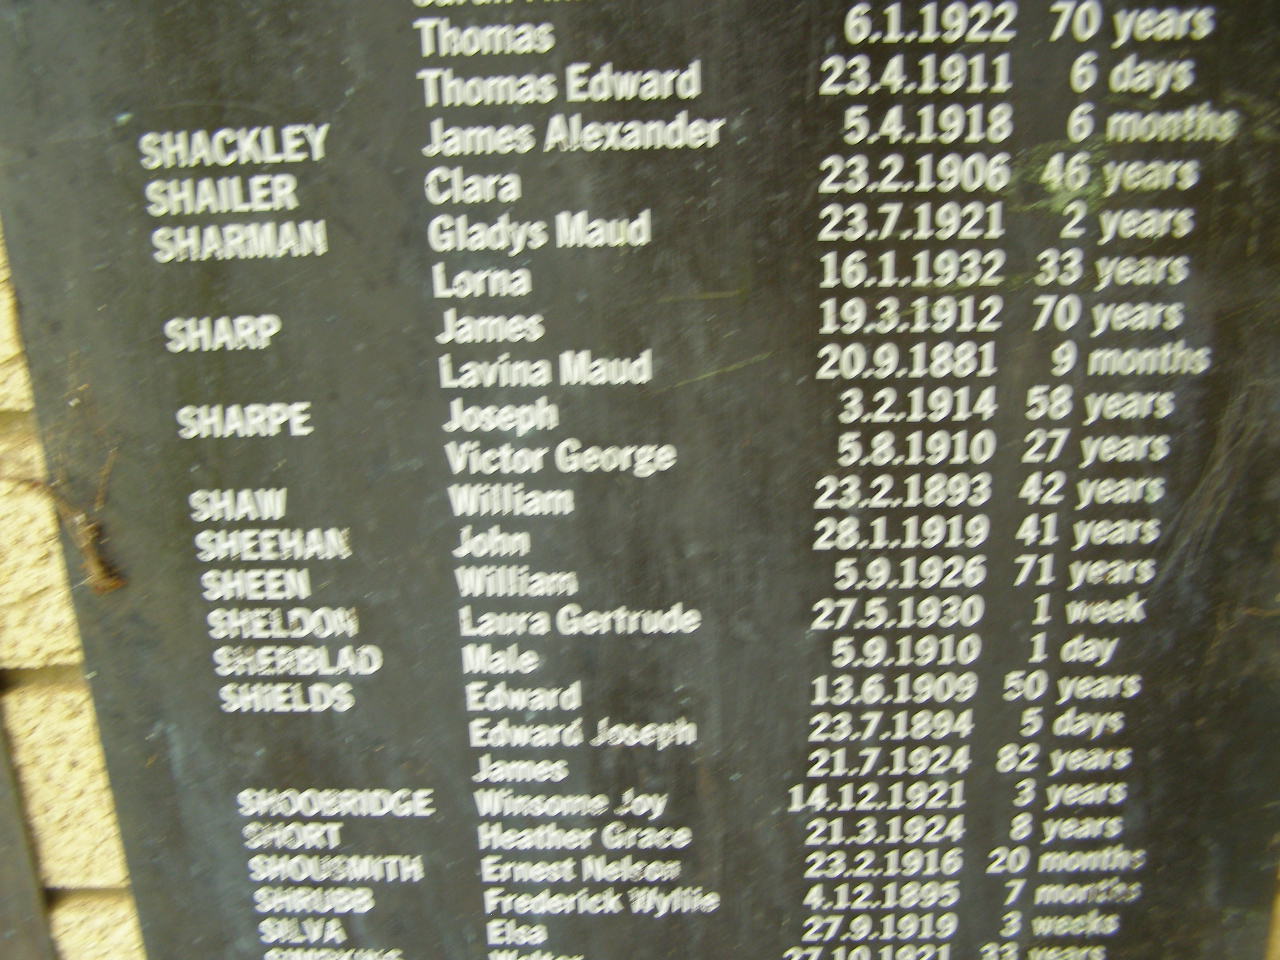 Thomas 6.1.1922 70 years
Thomas Edward 23.4.1911 6 days
SHACKLEY James Alexander 5.4.1918 6 months
SHAILER Clara 23.2.1906 46 years
SHARMAN Gladys Maud 23.7.1921 2 years
Lorna 16.1.1932 33 years
SHARP James 19.3.1912 70 years
Lavina Maud 20.9.1881 9 months
SHARPE Joseph 3.2.1914 58 years
Victor George 5.8.1910 27 years
SHAW William 23.2.1893 42 years
SHEEHAN John 28.1.1919 41 years
SHEEN William 5.9.1926 71 years
SHELDON Laura Gertrude 27.5.1930 1 week
SHERBLAD Male 5.9.1910 1 day
SHIELDS Edward 13.6.1909 50 years
Edward Joseph 23.7.1894 5 days
James 21.7.1924 82 years
SHOOBRIDGE Winsome Joy 14.12.1921 3 years
SHORT Heather Grace 21.3.1924 8 years
SHOUSMITH Ernest Nelson 23.2.1916 20 months
SHRUBB Frederick Wyllie 4.12.1895 7 months
SILVA Elsa 27.9.1919 3 weeks
Walter 27.10.1921 33 years